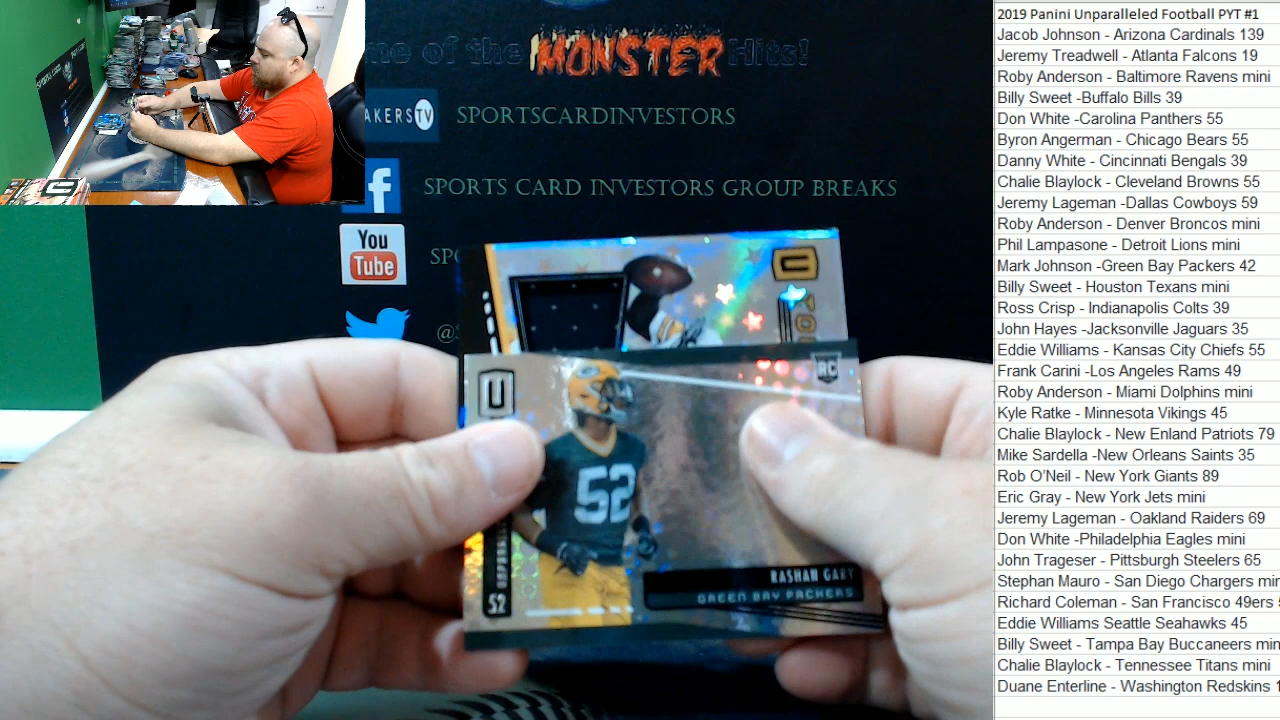 me of the MONSTER Hits!
AKERSTV
SPORTSCARDINVESTORS
f
SPORTS CARD INVESTORS GROUP BREAKS
You
Tube
SP
@
RC
52
52
RASHAN GARY
GREEN BAY PACKERS
2019 Panini Unparalleled Football PYT #1
Jacob Johnson - Arizona Cardinals 139
Jeremy Treadwell - Atlanta Falcons 19
Roby Anderson - Baltimore Ravens mini
Billy Sweet -Buffalo Bills 39
Don White -Carolina Panthers 55
Byron Angerman - Chicago Bears 55
Danny White - Cincinnati Bengals 39
Chalie Blaylock - Cleveland Browns 55
Jeremy Lageman -Dallas Cowboys 59
Roby Anderson - Denver Broncos mini
Phil Lampasone - Detroit Lions mini
Mark Johnson -Green Bay Packers 42
Billy Sweet - Houston Texans mini
Ross Crisp - Indianapolis Colts 39
John Hayes -Jacksonville Jaguars 35
Eddie Williams - Kansas City Chiefs 55
Frank Carini -Los Angeles Rams 49
Roby Anderson - Miami Dolphins mini
Kyle Ratke - Minnesota Vikings 45
Chalie Blaylock - New Enland Patriots 79
Mike Sardella -New Orleans Saints 35
Rob O'Neil - New York Giants 89
Eric Gray - New York Jets mini
Jeremy Lageman - Oakland Raiders 69
Don White -Philadelphia Eagles mini
John Trageser - Pittsburgh Steelers 65
Stephan Mauro - San Diego Chargers min
Richard Coleman - San Francisco 49ers
Eddie Williams Seattle Seahawks 45
Billy Sweet - Tampa Bay Buccaneers min
Chalie Blaylock - Tennessee Titans mini
Duane Enterline - Washington Redskins 1